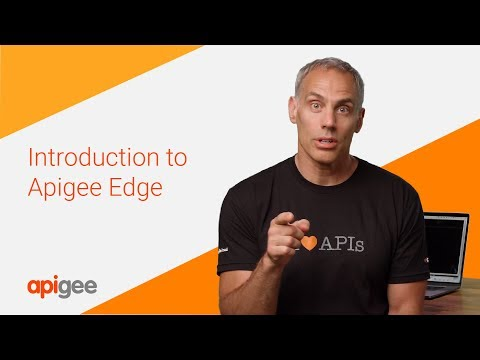 Introduction to
Apigee Edge
apigee
I ♥ APIs